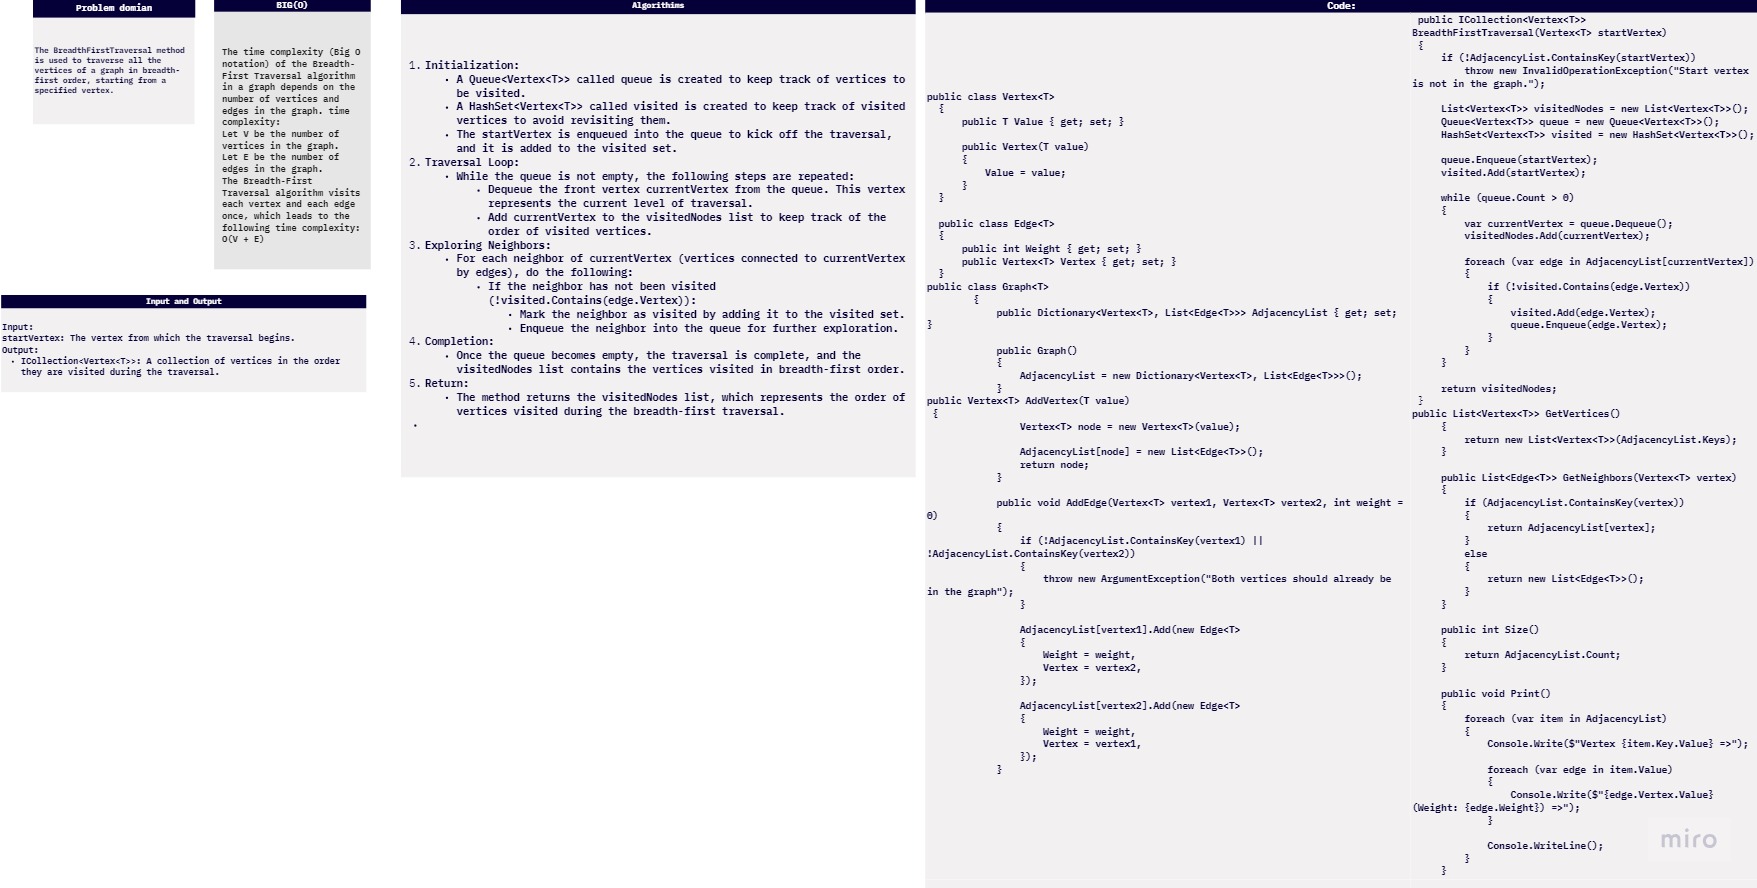 Problem domian
The BreadthFirstTraversal method
is used to traverse all the
vertices of a graph in breadth-
first order, starting from a
specified vertex.
BIG(O)
The time complexity (Big O
notation) of the Breadth-
First Traversal algorithm
in a graph depends on the
number of vertices and
edges in the graph. time
complexity:
Let V be the number of
vertices in the graph.
Let E be the number of
edges in the graph.
The Breadth-First
Traversal algorithm visits
each vertex and each edge
once, which leads to the
following time complexity:
O(V + E)
Input and Output
Input:
startVertex: The vertex from which the traversal begins.
Output:
• ICollection<Vertex<T>>: A collection of vertices in the order
they are visited during the traversal.
Algorithims
1. Initialization:
• A Queue<Vertex<T>> called queue is created to keep track of vertices to
be visited.
• A HashSet<Vertex<T>> called visited is created to keep track of visited
vertices to avoid revisiting them.
• The startVertex is enqueued into the queue to kick off the traversal,
and it is added to the visited set.
2. Traversal Loop:
• While the queue is not empty, the following steps are repeated:
• Dequeue the front vertex currentVertex from the queue. This vertex
represents the current level of traversal.
• Add currentVertex to the visitedNodes list to keep track of the
order of visited vertices.
3. Exploring Neighbors:
• For each neighbor of currentVertex (vertices connected to currentVertex
by edges), do the following:
• If the neighbor has not been visited
(!visited.Contains(edge.Vertex)):
• Mark the neighbor as visited by adding it to the visited set.
• Enqueue the neighbor into the queue for further exploration.
4. Completion:
• Once the queue becomes empty, the traversal is complete, and the
visitedNodes list contains the vertices visited in breadth-first order.
5. Return:
• The method returns the visitedNodes list, which represents the order of
vertices visited during the breadth-first traversal.
•
Code:
public class Vertex<T>
{
public T Value { get; set; }
public Vertex(T value)
{
Value = value;
}
}
public class Edge<T>
{
public int Weight { get; set; }
public Vertex<T> Vertex { get; set; }
}
public class Graph<T>
{
public Dictionary<Vertex<T>, List<Edge<T>>> AdjacencyList { get; set;
}
public Graph()
{
AdjacencyList = new Dictionary<Vertex<T>, List<Edge<T>>>();
}
public Vertex<T> AddVertex(T value)
{
Vertex<T> node = new Vertex<T>(value);
AdjacencyList[node] = new List<Edge<T>>();
return node;
}
public void AddEdge(Vertex<T> vertex1, Vertex<T> vertex2, int weight =
0)
{
if (!AdjacencyList.ContainsKey(vertex1) ||
!AdjacencyList.ContainsKey(vertex2))
{
throw new ArgumentException("Both vertices should already be
in the graph");
}
AdjacencyList[vertex1].Add(new Edge<T>
{
Weight = weight,
Vertex = vertex2,
});
AdjacencyList[vertex2].Add(new Edge<T>
{
Weight = weight,
Vertex = vertex1,
});
}
public ICollection<Vertex<T>>
BreadthFirstTraversal(Vertex<T> startVertex)
{
if (!AdjacencyList.ContainsKey(startVertex))
throw new InvalidOperationException("Start vertex
is not in the graph.");
List<Vertex<T>> visitedNodes = new List<Vertex<T>>();
Queue<Vertex<T>> queue = new Queue<Vertex<T>>();
HashSet<Vertex<T>> visited = new HashSet<Vertex<T>>();
queue.Enqueue(startVertex);
visited.Add(startVertex);
while (queue.Count > 0)
{
var currentVertex = queue.Dequeue();
visitedNodes.Add(currentVertex);
foreach (var edge in AdjacencyList[currentVertex])
{
if (!visited.Contains(edge.Vertex))
{
visited.Add(edge.Vertex);
queue.Enqueue(edge.Vertex);
}
}
}
return visitedNodes;
}
public List<Vertex<T>> GetVertices()
{
return new List<Vertex<T>>(AdjacencyList.Keys);
}
public List<Edge<T>> GetNeighbors(Vertex<T> vertex)
{
if (AdjacencyList.ContainsKey(vertex))
{
return AdjacencyList[vertex];
}
else
{
return new List<Edge<T>>();
}
}
public int Size()
{
return AdjacencyList.Count;
}
public void Print()
{
foreach (var item in AdjacencyList)
{
Console.Write($"Vertex {item.Key.Value} =>");
foreach (var edge in item.Value)
{
Console.Write($"{edge.Vertex.Value}
(Weight: {edge.Weight}) =>");
}
Console.WriteLine();
}
}
miro